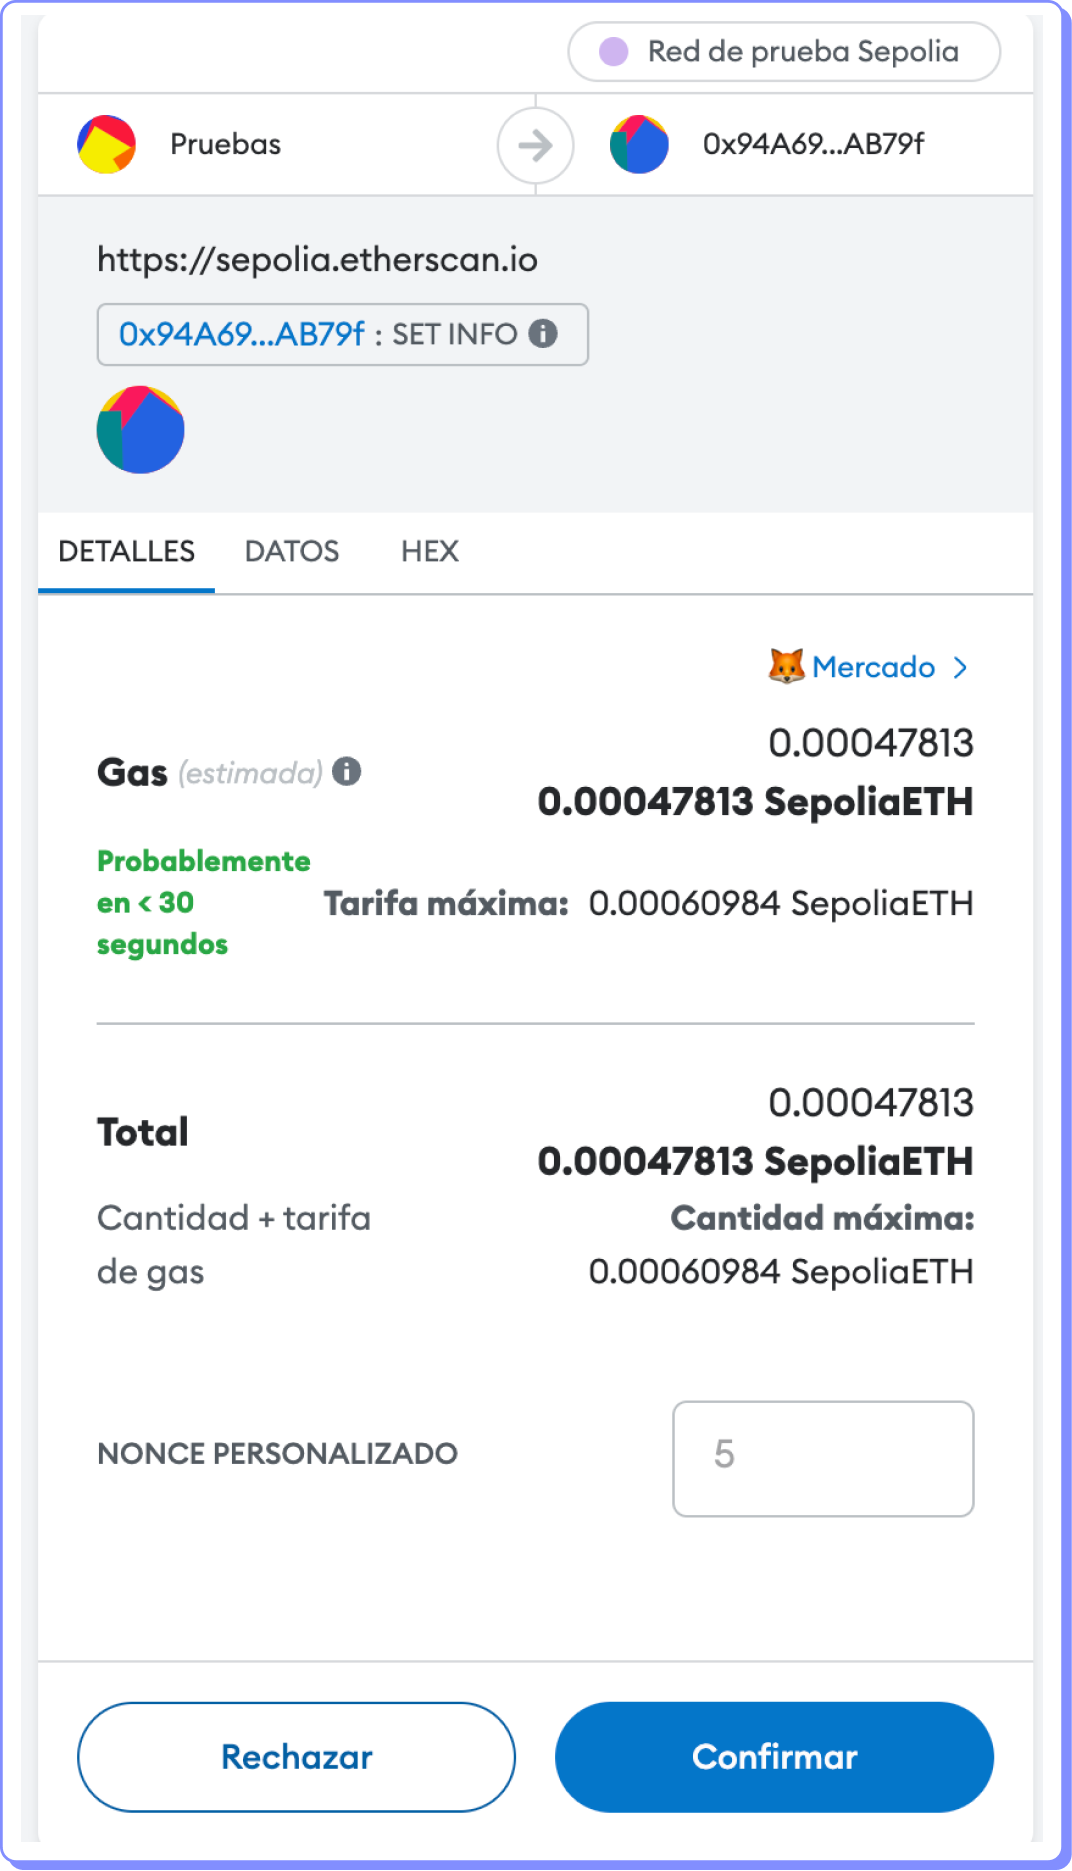 Red de prueba Sepolia
Pruebas
0x94A69...AB79f
https://sepolia.etherscan.io
0x94A69...AB79f : SET INFO
DETALLES DATOS HEX
Mercado
Gas (estimada)
0.00047813
0.00047813 SepoliaETH
Probablemente
en < 30
segundos
Tarifa máxima: 0.00060984 SepoliaETH
Total
0.00047813
0.00047813 SepoliaETH
Cantidad + tarifa
de gas
Cantidad máxima:
0.00060984 SepoliaETH
NONCE PERSONALIZADO
5
Rechazar
Confirmar